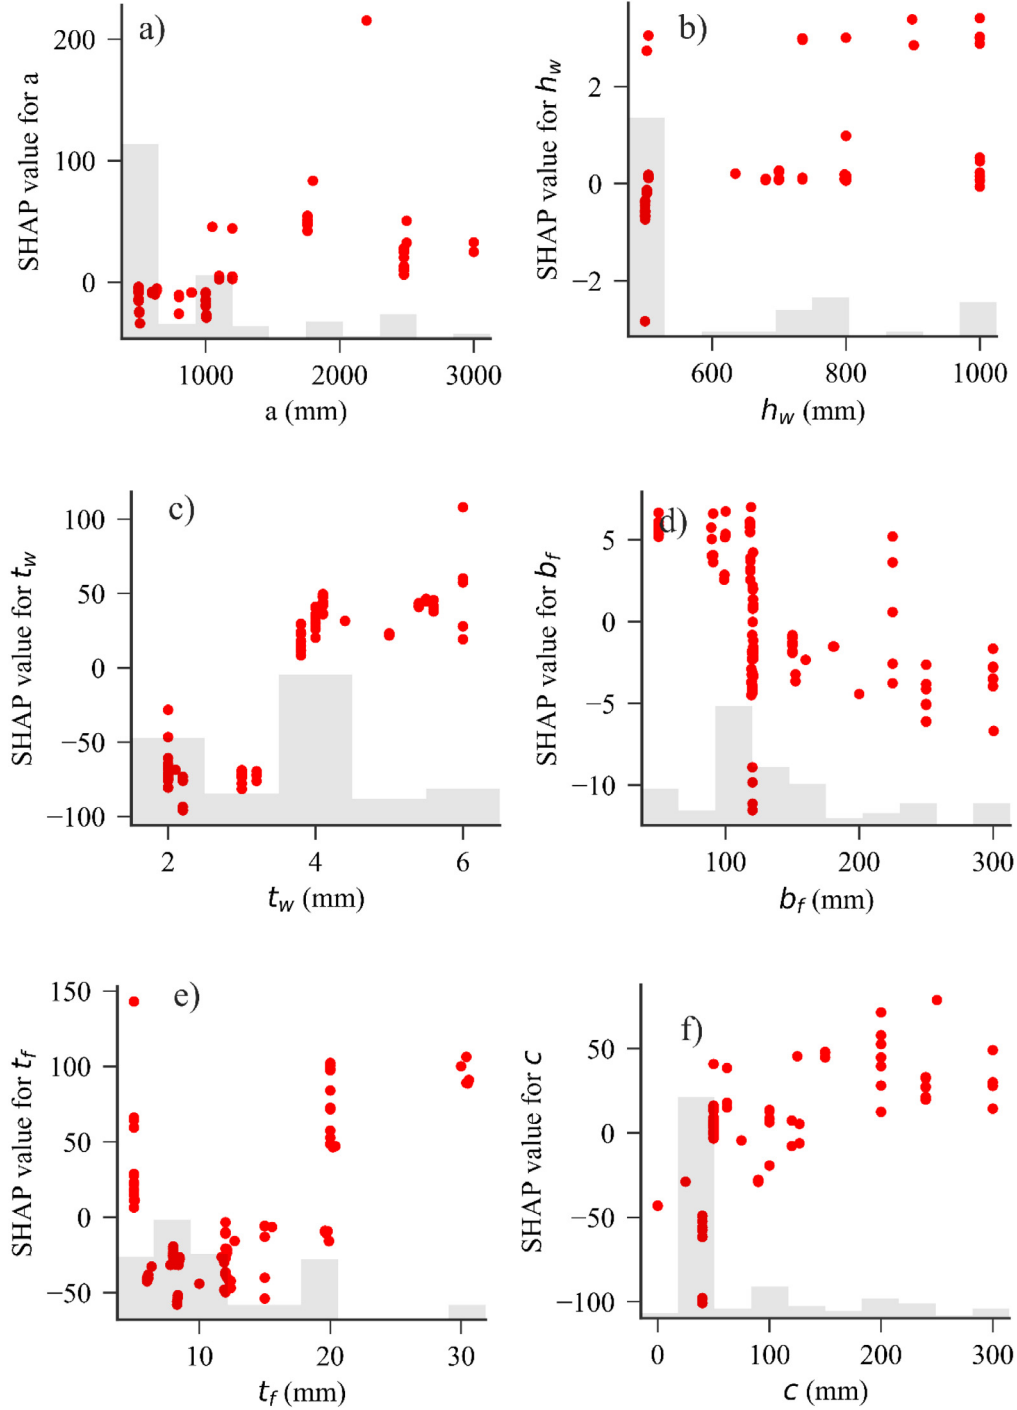 a)
SHAP value for a
200
100
0
1000
2000
3000
a (mm)
b)
SHAP value for h_w
2
0
−2
600
800
1000
h_w (mm)
c)
SHAP value for t_w
100
50
0
−50
−100
2
4
6
t_w (mm)
d)
SHAP value for b_f
5
0
−5
−10
100
200
300
b_f (mm)
e)
SHAP value for t_f
150
100
50
0
−50
10
20
30
t_f (mm)
f)
SHAP value for c
50
0
−50
−100
0
100
200
300
c (mm)